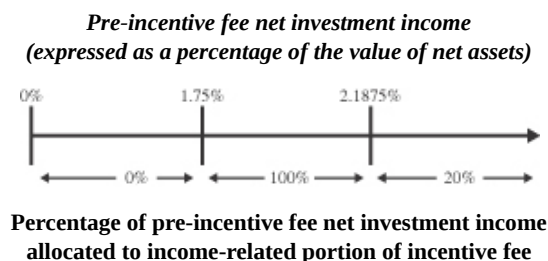 Pre-incentive fee net investment income
(expressed as a percentage of the value of net assets)
0% 1.75% 2.1875%
0% 100% 20%
Percentage of pre-incentive fee net investment income
allocated to income-related portion of incentive fee